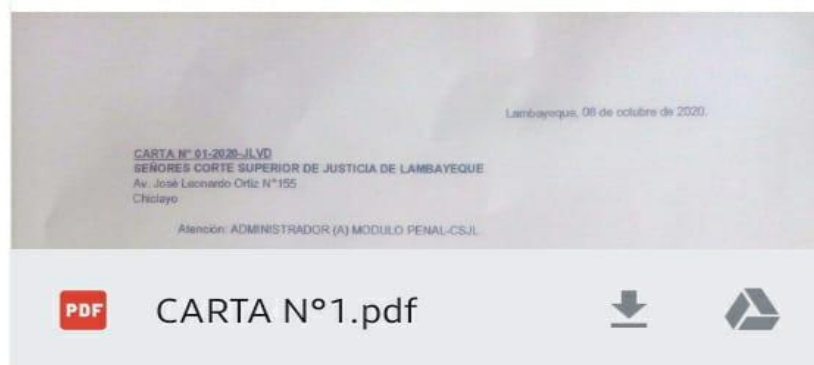 Lambayeque, 08 de octubre de 2020.
CARTA N° 01-2020-JLVD
SEÑORES CORTE SUPERIOR DE JUSTICIA DE LAMBAYEQUE
Av. José Leonardo Ortiz N°155
Chiclayo
Atención: ADMINISTRADOR (A) MODULO PENAL-CSJL
PDF
CARTA N°1.pdf